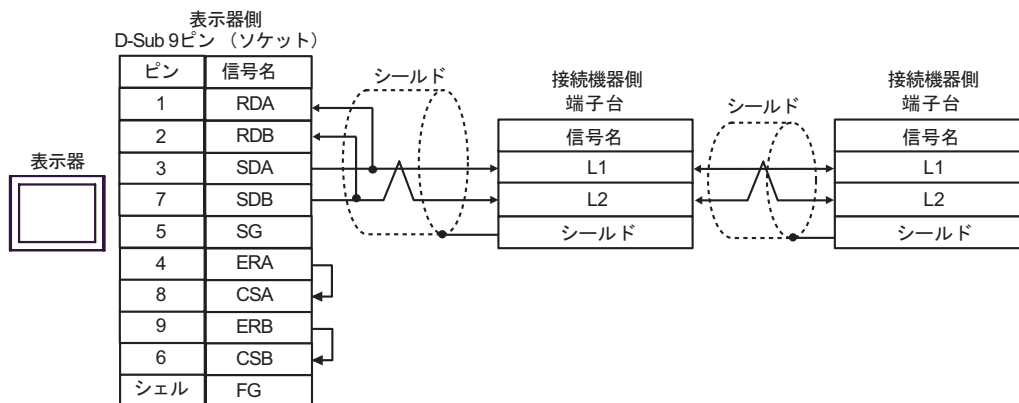 表示器側
D-Sub 9ピン （ソケット）
ピン 信号名
1 RDA
2 RDB
3 SDA
7 SDB
5 SG
4 ERA
8 CSA
9 ERB
6 CSB
シェル FG
表示器
シールド
接続機器側
端子台
信号名
L1
L2
シールド
シールド
接続機器側
端子台
信号名
L1
L2
シールド